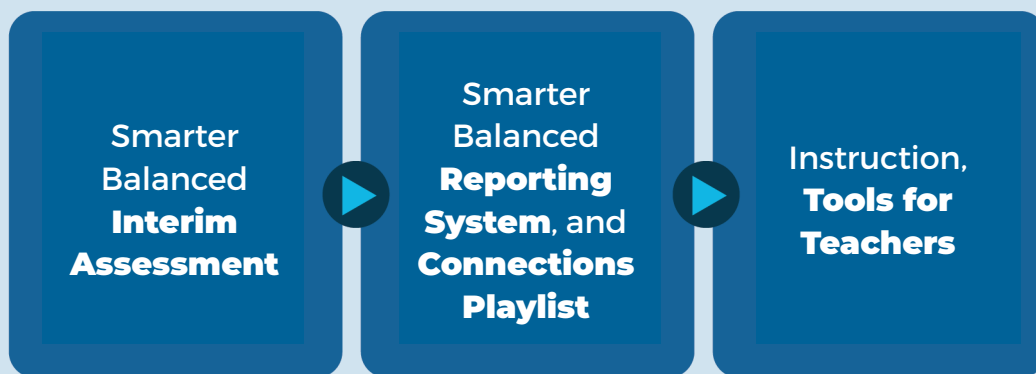 Smarter
Balanced
Interim
Assessment
Smarter
Balanced
Reporting
System, and
Connections
Playlist
Instruction,
Tools for
Teachers